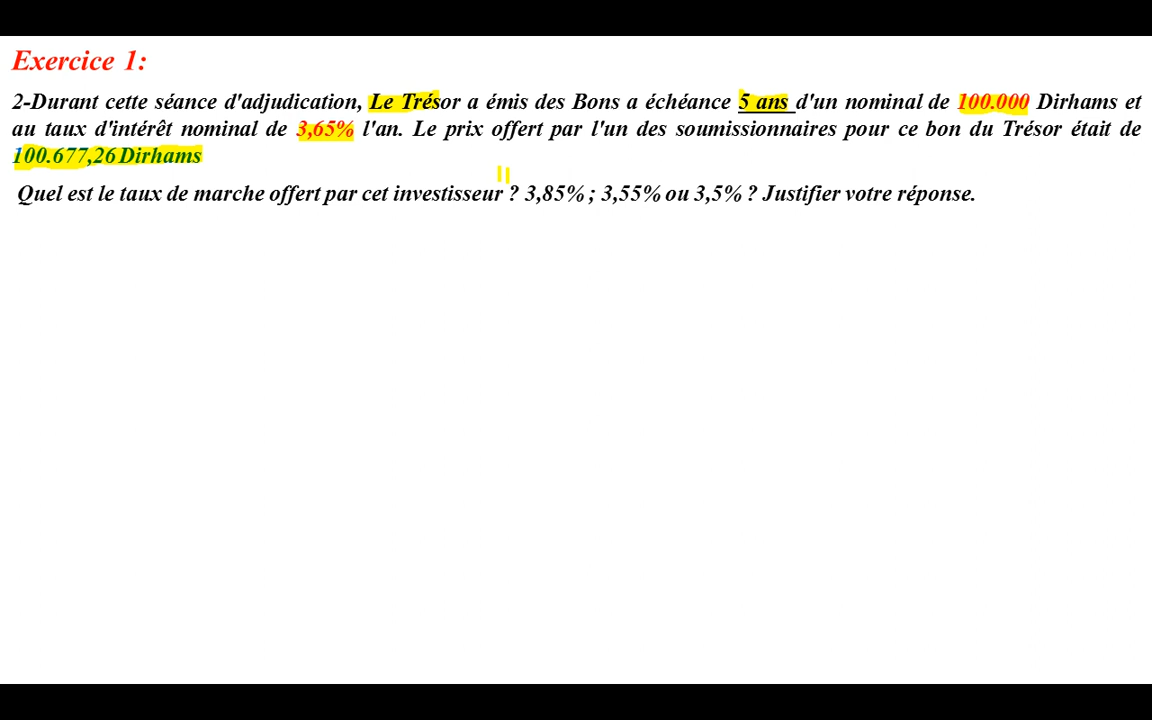 Exercice 1:
2-Durant cette séance d'adjudication, Le Trésor a émis des Bons a échéance 5 ans d'un nominal de 100.000 Dirhams et
au taux d'intérêt nominal de 3,65% l'an. Le prix offert par l'un des soumissionnaires pour ce bon du Trésor était de
100.677,26 Dirhams
Quel est le taux de marche offert par cet investisseur ? 3,85% ; 3,55% ou 3,5% ? Justifier votre réponse.